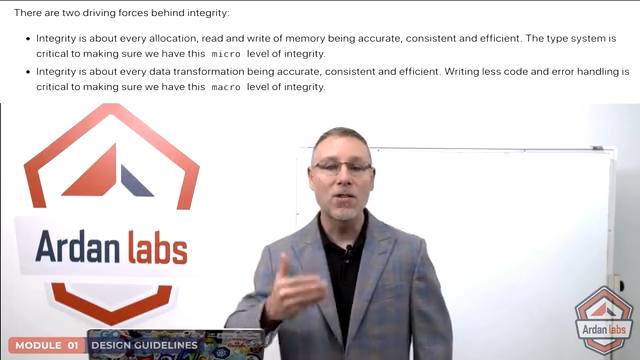 There are two driving forces behind integrity:
• Integrity is about every allocation, read and write of memory being accurate, consistent and efficient. The type system is
critical to making sure we have this micro level of integrity.
• Integrity is about every data transformation being accurate, consistent and efficient. Writing less code and error handling is
critical to making sure we have this macro level of integrity.
Ardan labs
MODULE 01 DESIGN GUIDELINES
Ardan labs